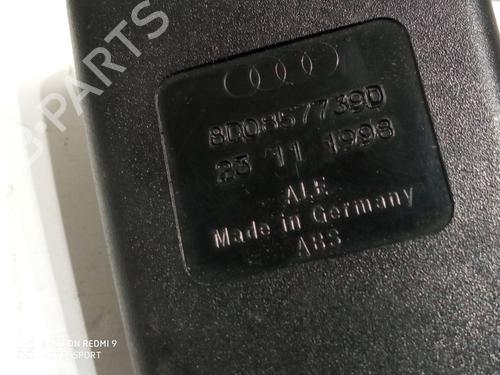 8D0857739D
23 11 1998
ALE
Made in Germany
ABS
B-PARTS
REDMI 9